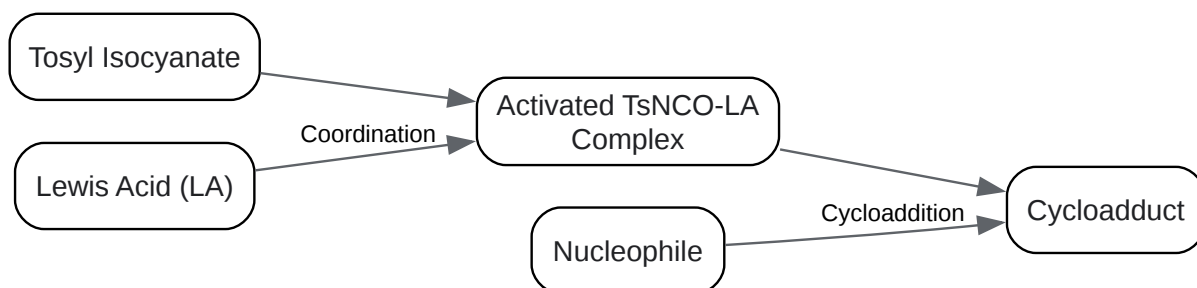 Tosyl Isocyanate
Lewis Acid (LA)
Coordination
Activated TsNCO-LA
Complex
Nucleophile
Cycloaddition
Cycloadduct